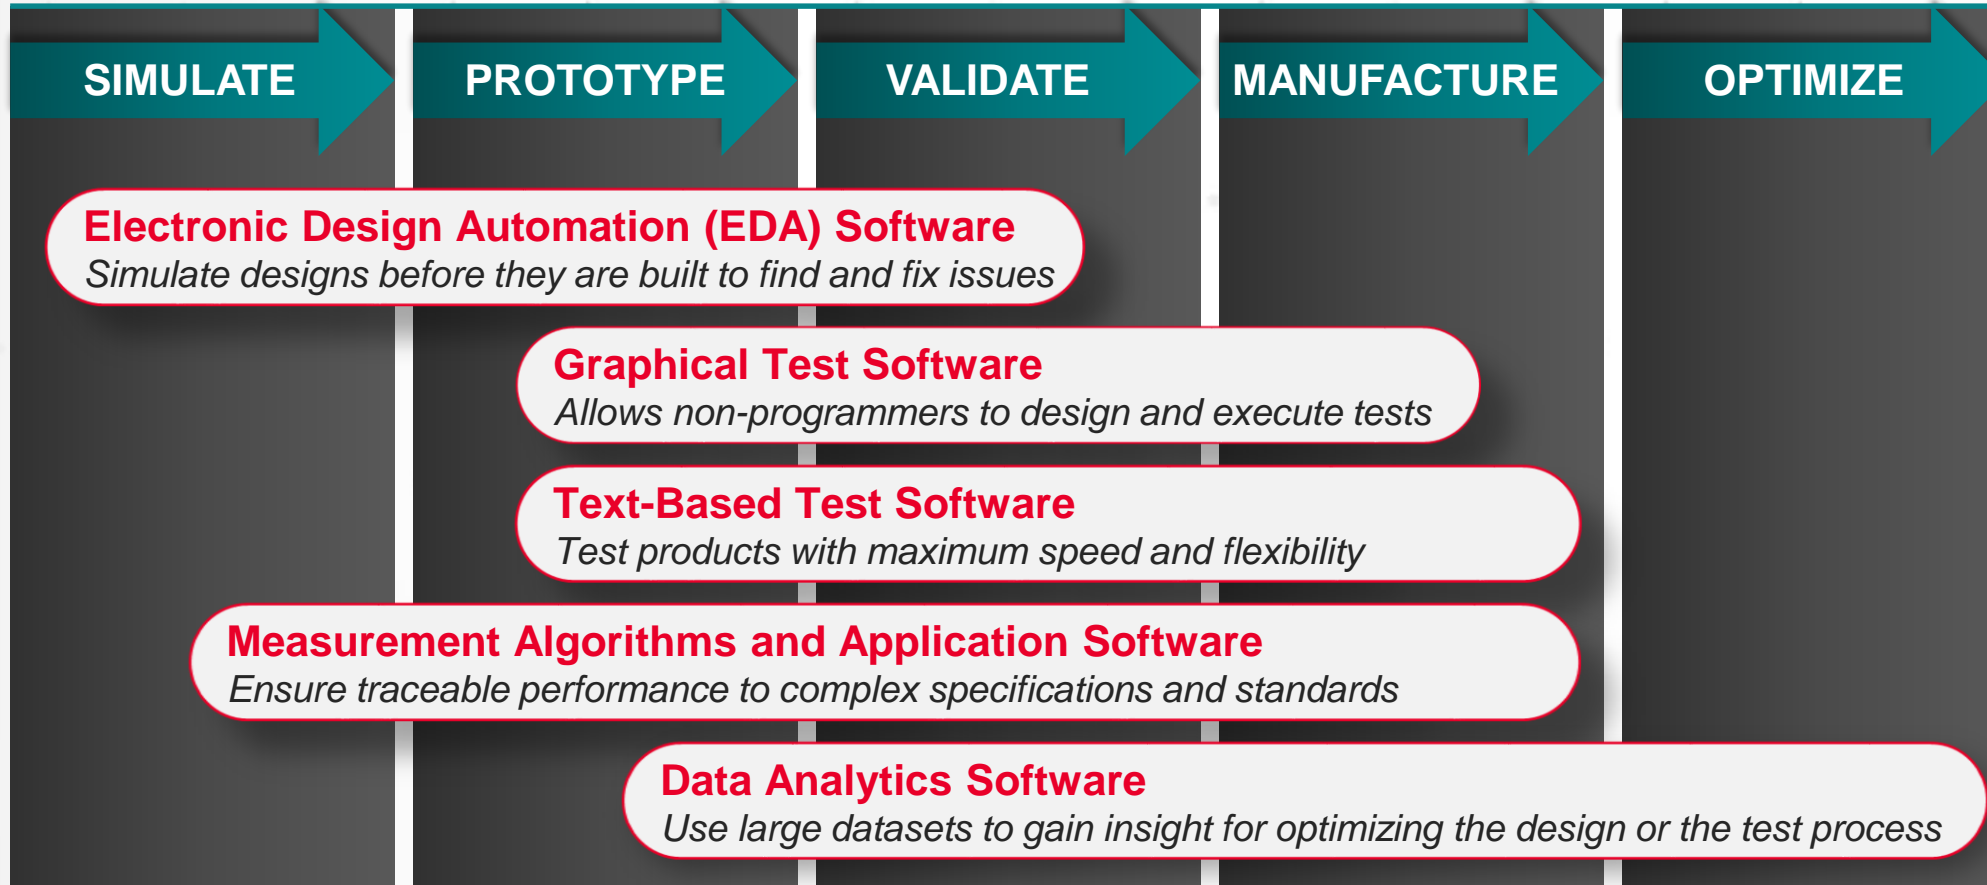 SIMULATE
PROTOTYPE
VALIDATE
MANUFACTURE
OPTIMIZE
Electronic Design Automation (EDA) Software
Simulate designs before they are built to find and fix issues
Graphical Test Software
Allows non-programmers to design and execute tests
Text-Based Test Software
Test products with maximum speed and flexibility
Measurement Algorithms and Application Software
Ensure traceable performance to complex specifications and standards
Data Analytics Software
Use large datasets to gain insight for optimizing the design or the test process